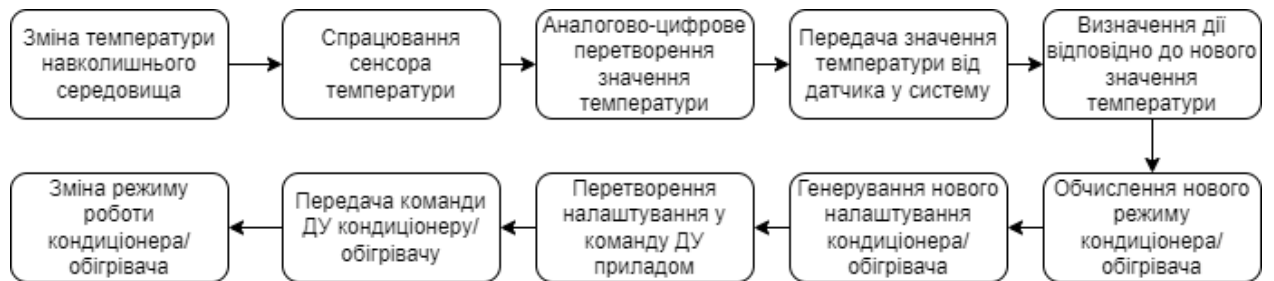 Зміна температури
навколишнього
середовища
Спрацювання
сенсора
температури
Аналогово-цифрове
перетворення
значення
температури
Передача значення
температури від
датчика у систему
Визначення дії
відповідно до нового
значення
температури
Обчислення нового
режиму
кондиціонера/
обігрівача
Генерування нового
налаштування
кондиціонера/
обігрівача
Перетворення
налаштування у
команду ДУ
приладом
Передача команди
ДУ кондиціонеру/
обігрівачу
Зміна режиму
роботи
кондиціонера/
обігрівача